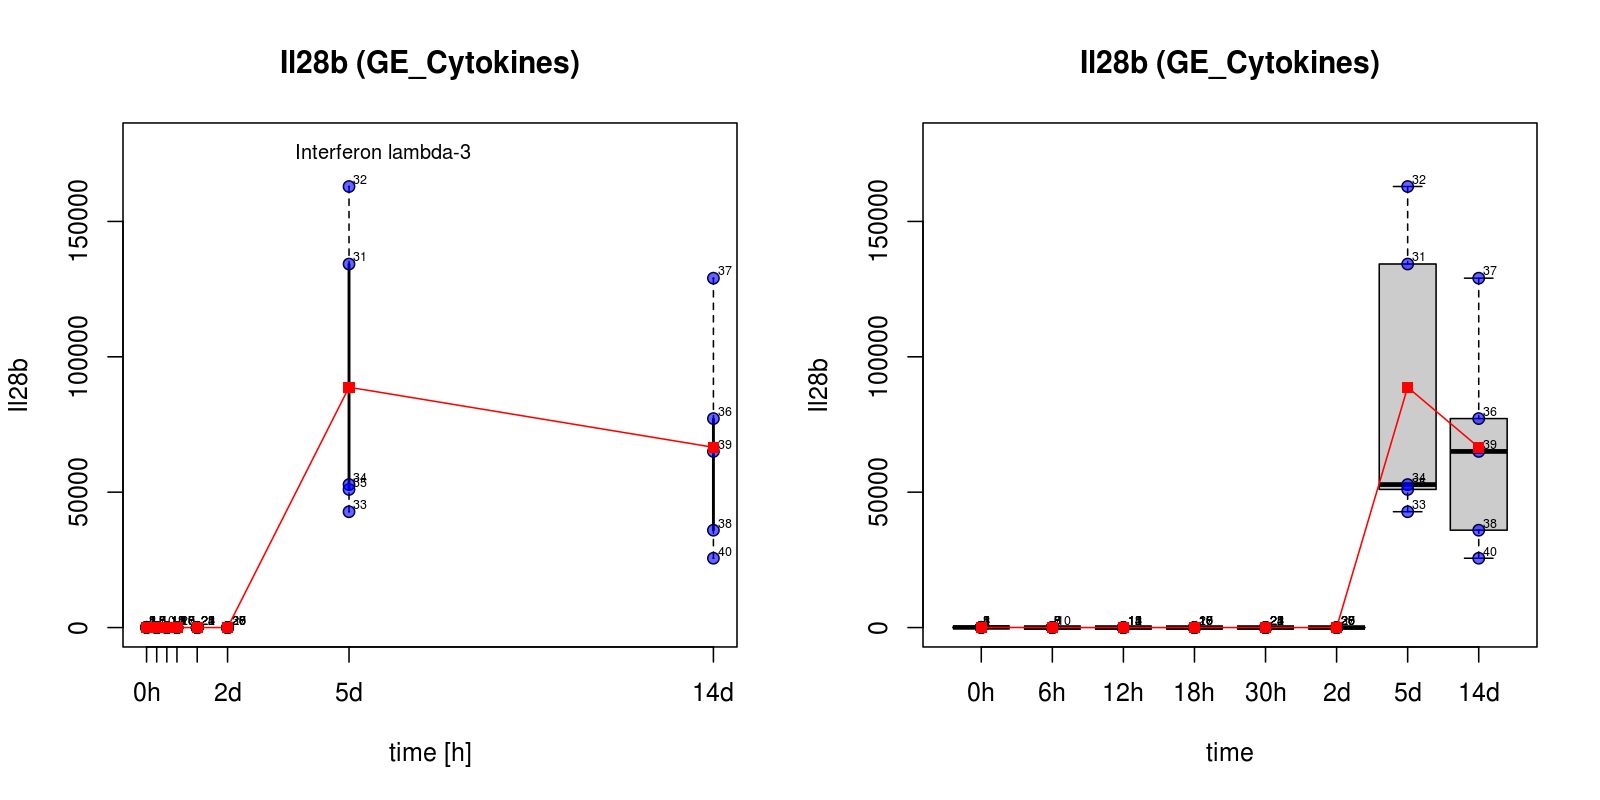 Il28b (GE_Cytokines)
Interferon lambda-3
32
31
34
35
33
37
36
39
38
40
Il28b
0
50000
100000
150000
0h
2d
5d
14d
time [h]
Il28b (GE_Cytokines)
32
31
34
33
37
36
39
38
40
10
Il28b
0
50000
100000
150000
0h
6h
12h
18h
30h
2d
5d
14d
time